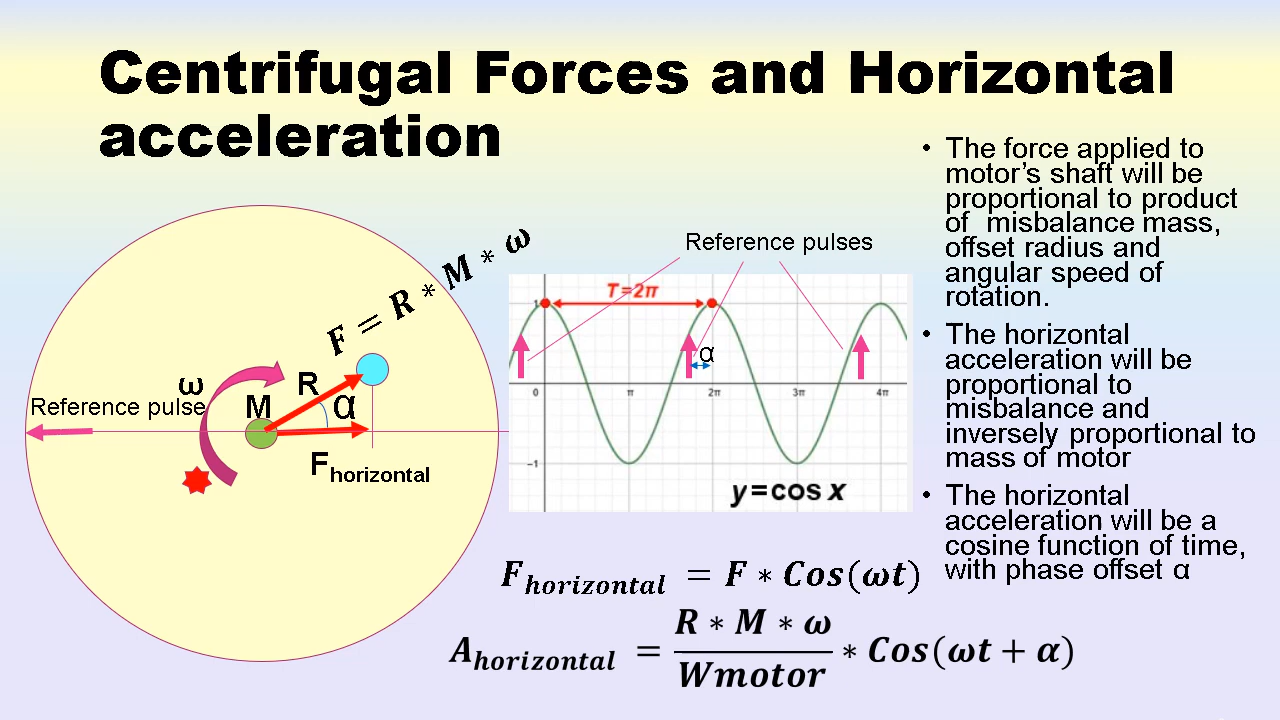 Centrifugal Forces and Horizontal
acceleration
F = R * M * ω
ω
Reference pulse
M
R
α
Fhorizontal
Reference pulses
T=2π
1
α
0
π
2π
3π
4π
−1
y=cos x
Fhorizontal = F * Cos(ωt)
Ahorizontal = R * M * ω / Wmotor * Cos(ωt + α)
• The force applied to
motor’s shaft will be
proportional to product
of misbalance mass,
offset radius and
angular speed of
rotation.
• The horizontal
acceleration will be
proportional to
misbalance and
inversely proportional to
mass of motor
• The horizontal
acceleration will be a
cosine function of time,
with phase offset α